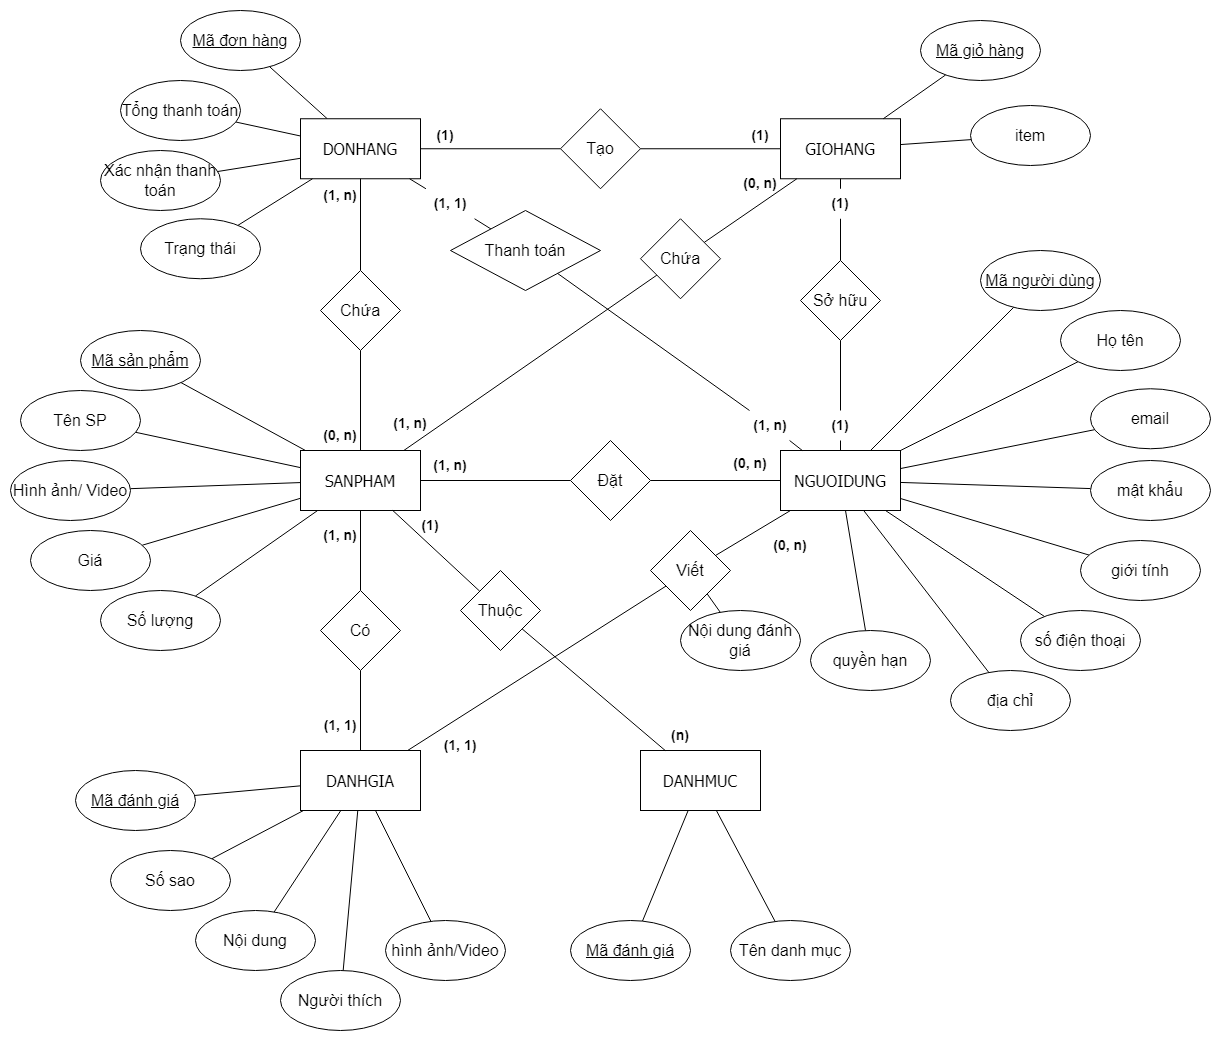 Mã đơn hàng
Mã giỏ hàng
Tổng thanh toán
item
(1)
(1)
DONHANG
Tạo
GIOHANG
Xác nhận thanh
toán
(1, n)
(1, 1)
(0, n)
(1)
Trạng thái
Thanh toán
Chứa
Mã người dùng
Chứa
Sở hữu
Họ tên
Mã sản phẩm
Tên SP
(0, n)
(1, n)
(1, n)
(1)
email
(1, n)
(0, n)
SANPHAM
Đặt
NGUOIDUNG
Hình ảnh/ Video
mật khẩu
(1, n)
(1)
(0, n)
Giá
Viết
giới tính
Số lượng
Có
Thuộc
Nội dung đánh
giá
số điện thoại
quyền hạn
địa chỉ
(1, 1)
(1, 1)
(n)
DANHGIA
DANHMUC
Mã đánh giá
Số sao
Nội dung
hình ảnh/Video
Mã đánh giá
Tên danh mục
Người thích